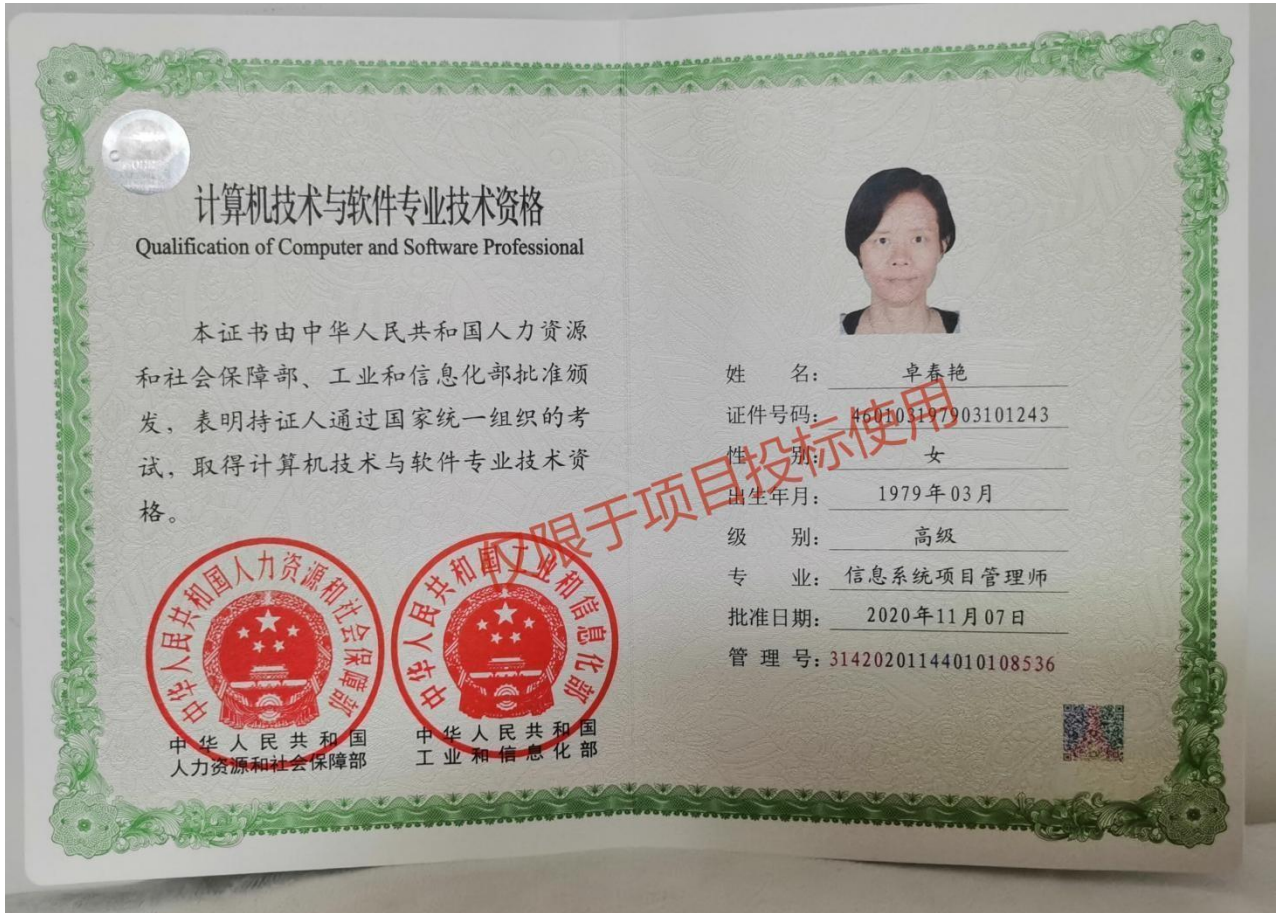 计算机技术与软件专业技术资格
Qualification of Computer and Software Professional
本证书由中华人民共和国人力资源
和社会保障部、工业和信息化部批准颁
发，表明持证人通过国家统一组织的考
试，取得计算机技术与软件专业技术资
格。
中华人民共和国人力资源和社会保障部
中华人民共和国工业和信息化部
中华人民共和国
人力资源和社会保障部
中华人民共和国
工业和信息化部
姓 名： 卓春艳
证件号码： 460103197903101243
性 别： 女
出生年月： 1979年03月
级 别： 高级
专 业： 信息系统项目管理师
批准日期： 2020年11月07日
管 理 号： 31420201144010108536
仅限于项目投标使用